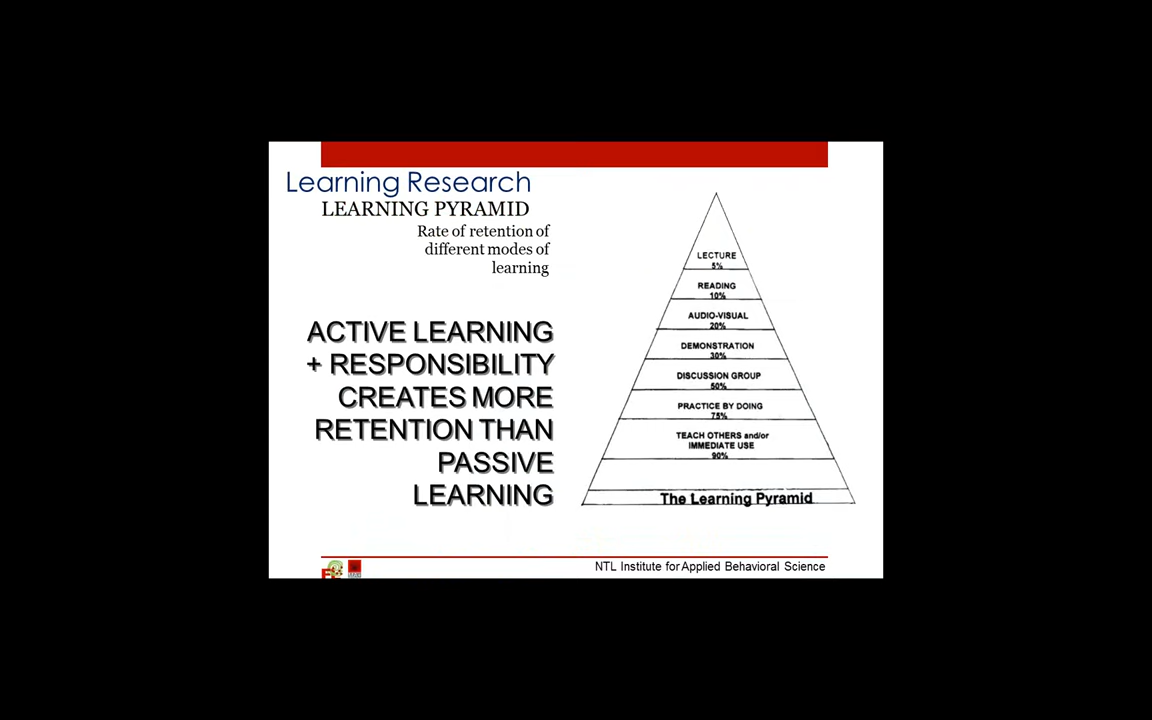 Learning Research
LEARNING PYRAMID
Rate of retention of
different modes of
learning
ACTIVE LEARNING
+ RESPONSIBILITY
CREATES MORE
RETENTION THAN
PASSIVE
LEARNING
LECTURE
5%
READING
10%
AUDIO-VISUAL
20%
DEMONSTRATION
30%
DISCUSSION GROUP
50%
PRACTICE BY DOING
75%
TEACH OTHERS and/or
IMMEDIATE USE
90%
The Learning Pyramid
NTL Institute for Applied Behavioral Science